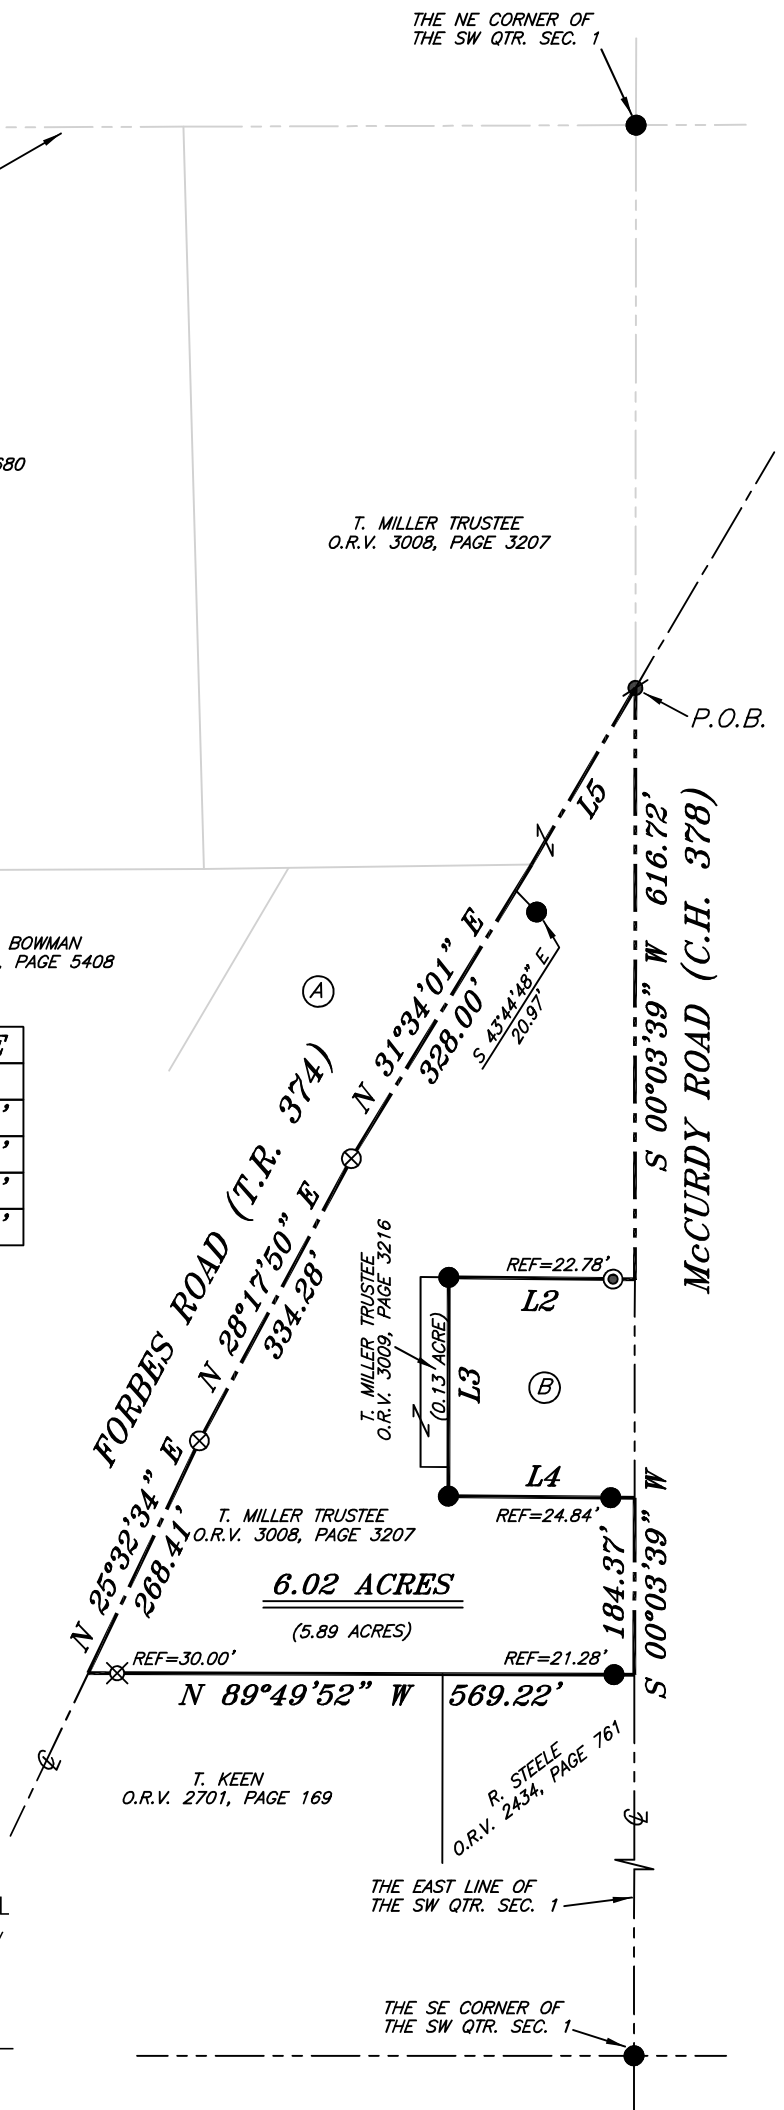 THE NE CORNER OF
THE SW QTR. SEC. 1
680
T. MILLER TRUSTEE
O.R.V. 3008, PAGE 3207
P.O.B.
L5
S 00°03'39" W 616.72'
McCURDY ROAD (C.H. 378)
BOWMAN
, PAGE 5408
A
N 31°34'01" E
328.00'
S 43°44'48" E
20.97'
E
'
'
'
'
FORBES ROAD (T.R. 374)
N 28°17'50" E
334.28'
T. MILLER TRUSTEE
O.R.V. 3009, PAGE 3216
(0.13 ACRE)
REF=22.78'
L2
L3
B
L4
REF=24.84'
N 25°32'34" E
268.41'
T. MILLER TRUSTEE
O.R.V. 3008, PAGE 3207
6.02 ACRES
(5.89 ACRES)
184.37'
S 00°03'39" W
REF=30.00'
REF=21.28'
N 89°49'52" W 569.22'
T. KEEN
O.R.V. 2701, PAGE 169
R. STEELE
O.R.V. 2434, PAGE 761
THE EAST LINE OF
THE SW QTR. SEC. 1
THE SE CORNER OF
THE SW QTR. SEC. 1